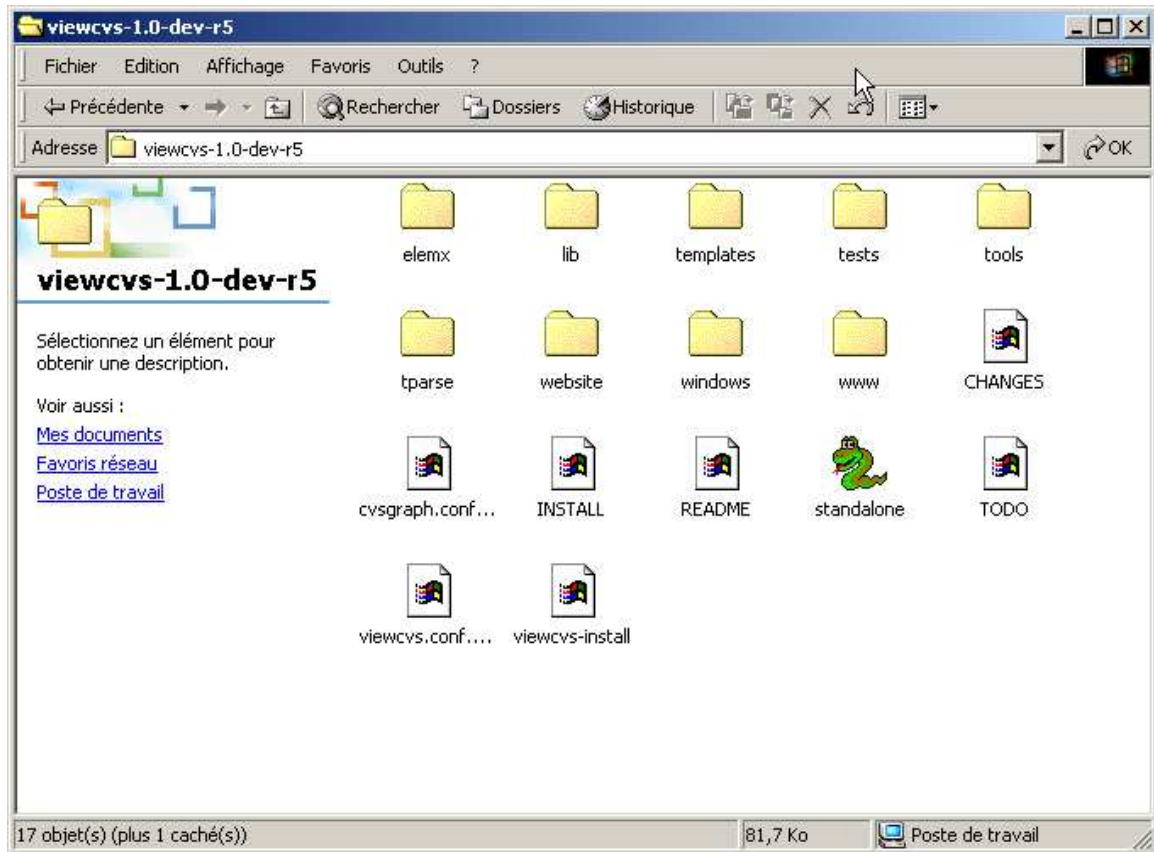 viewcvs-1.0-dev-r5
Fichier Edition Affichage Favoris Outils ?
Précédente Rechercher Dossiers Historique
Adresse viewcvs-1.0-dev-r5 OK
viewcvs-1.0-dev-r5
Sélectionnez un élément pour
obtenir une description.
Voir aussi :
Mes documents
Favoris réseau
Poste de travail
elemx lib templates tests tools
tparse website windows www CHANGES
cvsgraph.conf... INSTALL README standalone TODO
viewcvs.conf.... viewcvs-install
17 objet(s) (plus 1 caché(s)) 81,7 Ko Poste de travail